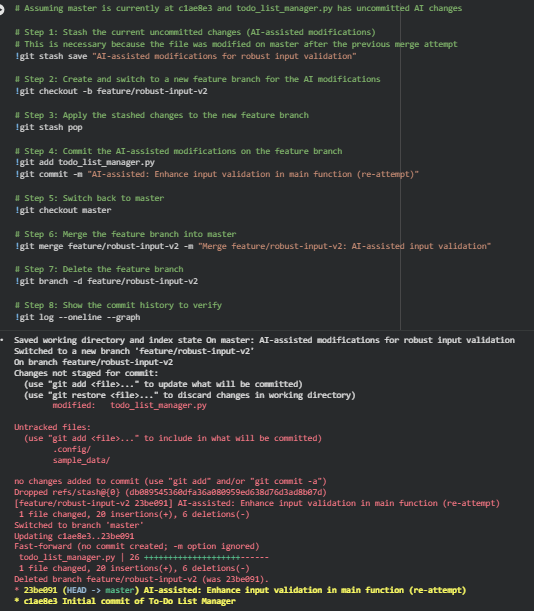 # Assuming master is currently at c1ae8e3 and todo_list_manager.py has uncommitted AI changes
# Step 1: Stash the current uncommitted changes (AI-assisted modifications)
# This is necessary because the file was modified on master after the previous merge attempt
!git stash save "AI-assisted modifications for robust input validation"
# Step 2: Create and switch to a new feature branch for the AI modifications
!git checkout -b feature/robust-input-v2
# Step 3: Apply the stashed changes to the new feature branch
!git stash pop
# Step 4: Commit the AI-assisted modifications on the feature branch
!git add todo_list_manager.py
!git commit -m "AI-assisted: Enhance input validation in main function (re-attempt)"
# Step 5: Switch back to master
!git checkout master
# Step 6: Merge the feature branch into master
!git merge feature/robust-input-v2 -m "Merge feature/robust-input-v2: AI-assisted input validation"
# Step 7: Delete the feature branch
!git branch -d feature/robust-input-v2
# Step 8: Show the commit history to verify
!git log --oneline --graph
Saved working directory and index state On master: AI-assisted modifications for robust input validation
Switched to a new branch 'feature/robust-input-v2'
On branch feature/robust-input-v2
Changes not staged for commit:
(use "git add <file>..." to update what will be committed)
(use "git restore <file>..." to discard changes in working directory)
modified: todo_list_manager.py
Untracked files:
(use "git add <file>..." to include in what will be committed)
.config/
sample_data/
no changes added to commit (use "git add" and/or "git commit -a")
Dropped refs/stash@{0} (db089545360dfa36a080959ed638d76d3ad8b07d)
[feature/robust-input-v2 23be091] AI-assisted: Enhance input validation in main function (re-attempt)
1 file changed, 20 insertions(+), 6 deletions(-)
Switched to branch 'master'
Updating c1ae8e3..23be091
Fast-forward (no commit created; -m option ignored)
todo_list_manager.py | 26 ++++++++++++++++++++------
1 file changed, 20 insertions(+), 6 deletions(-)
Deleted branch feature/robust-input-v2 (was 23be091).
* 23be091 (HEAD -> master) AI-assisted: Enhance input validation in main function (re-attempt)
* c1ae8e3 Initial commit of To-Do List Manager